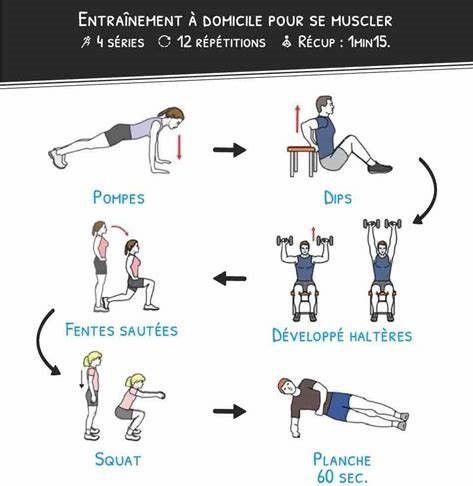 Entraînement à domicile pour se muscler
4 séries 12 répétitions Récup : 1min15.
Pompes
Dips
Fentes sautées
Développé haltères
Squat
Planche
60 sec.